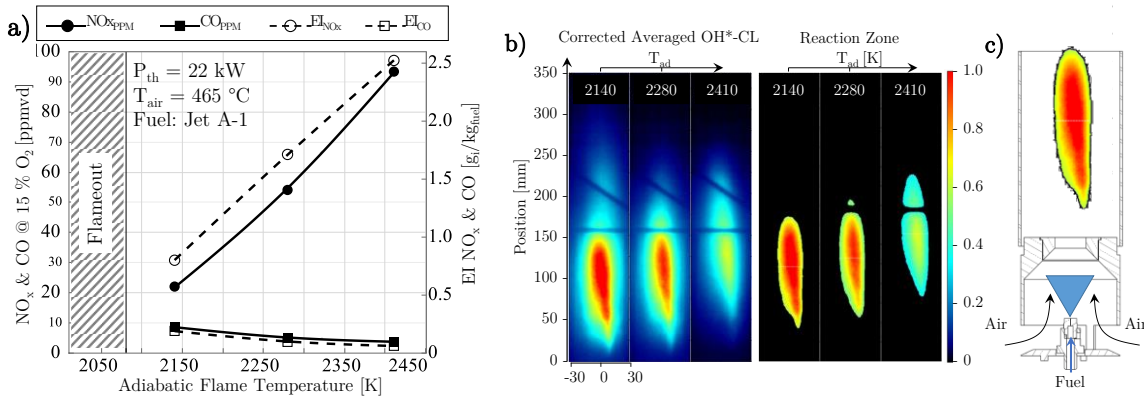 a)
NOxPPM COPPM EINOx EICO
NOx & CO @ 15 % O2 [ppmvd]
100
90
80
70
60
50
40
30
20
10
0
Flameout
Pth = 22 kW
Tair = 465 °C
Fuel: Jet A-1
2.5
2.0
1.5
1.0
0.5
0.0
EI NOx & CO [gi/kgfuel]
2050 2150 2250 2350 2450
Adiabatic Flame Temperature [K]
b)
Corrected Averaged OH*-CL
Tad
Reaction Zone
Tad [K]
2140 2280 2410
2140 2280 2410
Position [mm]
350
300
250
200
150
100
50
0
-30 0 30
1.0
0.8
0.6
0.4
0.2
0
c)
Air
Air
Fuel